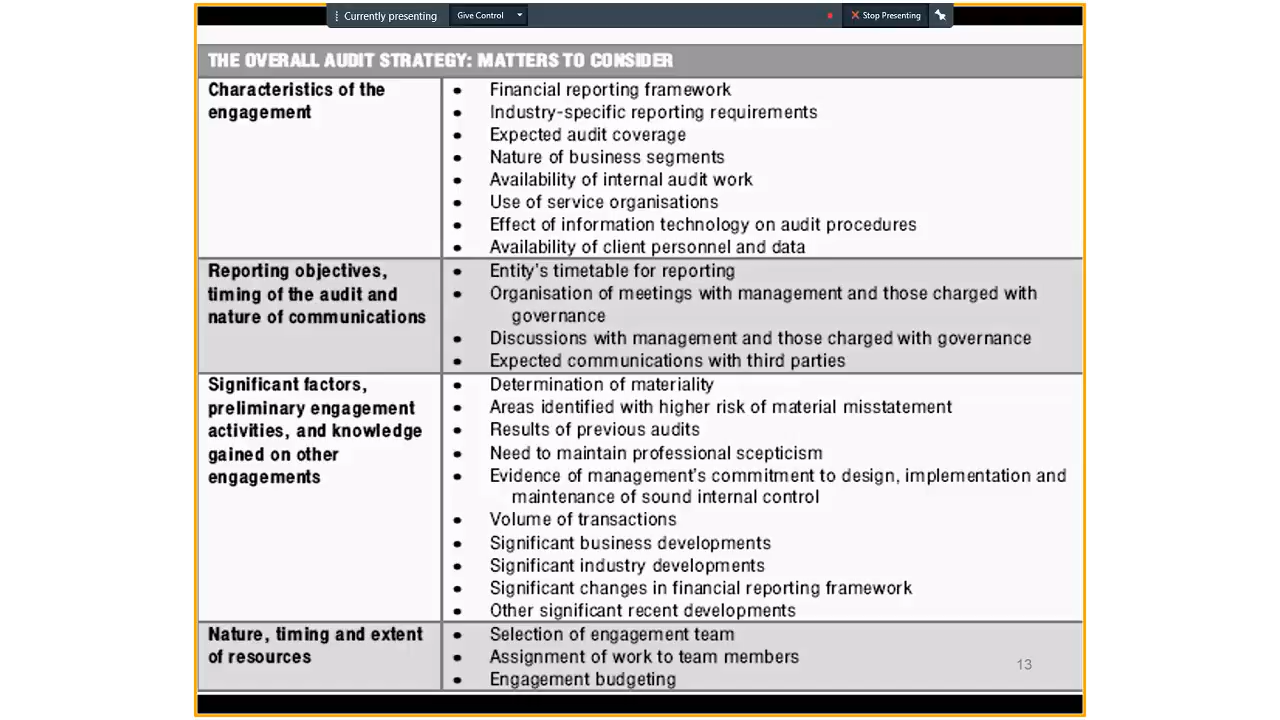 Currently presenting
Give Control
Stop Presenting
THE OVERALL AUDIT STRATEGY: MATTERS TO CONSIDER
Characteristics of the
engagement
• Financial reporting framework
• Industry-specific reporting requirements
• Expected audit coverage
• Nature of business segments
• Availability of internal audit work
• Use of service organisations
• Effect of information technology on audit procedures
• Availability of client personnel and data
Reporting objectives,
timing of the audit and
nature of communications
• Entity's timetable for reporting
• Organisation of meetings with management and those charged with
governance
• Discussions with management and those charged with governance
• Expected communications with third parties
Significant factors,
preliminary engagement
activities, and knowledge
gained on other
engagements
• Determination of materiality
• Areas identified with higher risk of material misstatement
• Results of previous audits
• Need to maintain professional scepticism
• Evidence of management's commitment to design, implementation and
maintenance of sound internal control
• Volume of transactions
• Significant business developments
• Significant industry developments
• Significant changes in financial reporting framework
• Other significant recent developments
Nature, timing and extent
of resources
• Selection of engagement team
• Assignment of work to team members
• Engagement budgeting
13